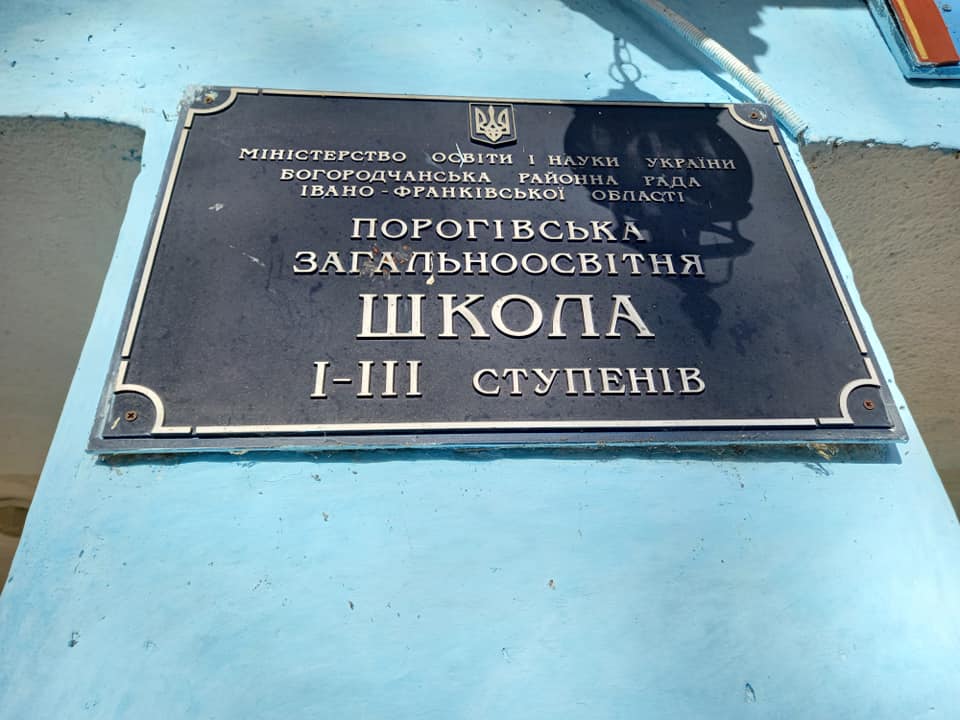 МІНІСТЕРСТВО ОСВІТИ І НАУКИ УКРАЇНИ
БОГОРОДЧАНСЬКА РАЙОННА РАДА
ІВАНО-ФРАНКІВСЬКОЇ ОБЛАСТІ
ПОРОГІВСЬКА
ЗАГАЛЬНООСВІТНЯ
ШКОЛА
І-ІІІ СТУПЕНІВ